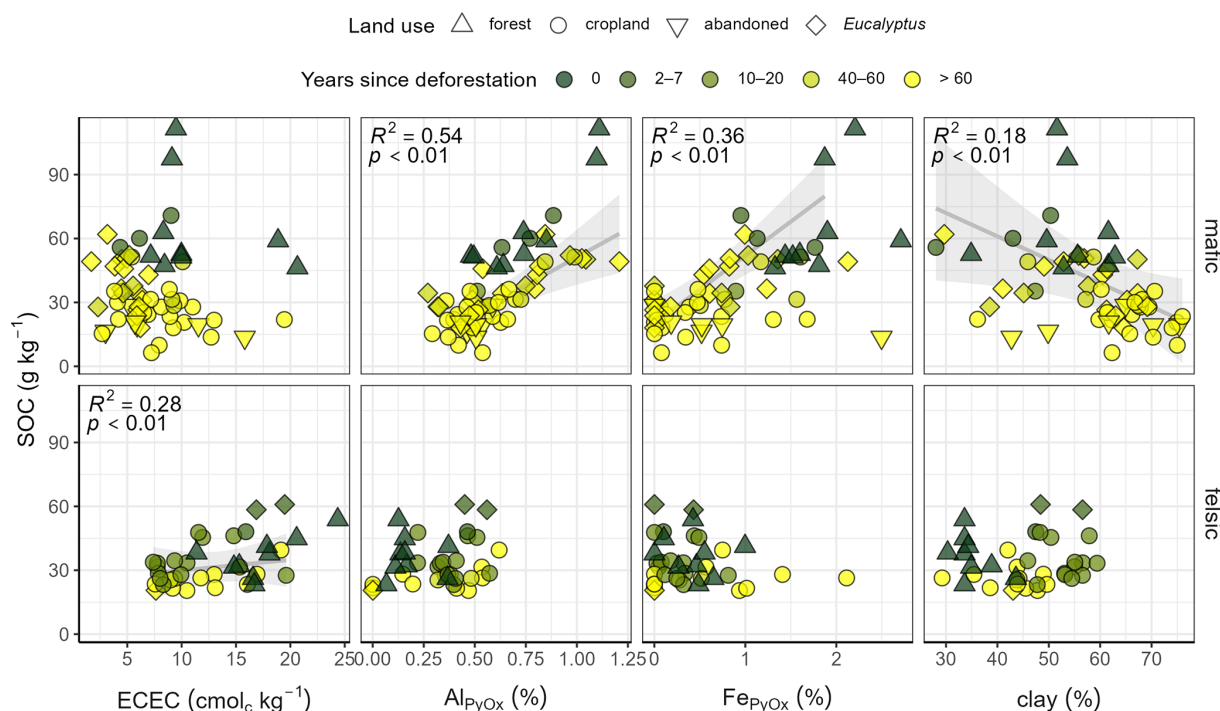 Land use forest cropland abandoned Eucalyptus
Years since deforestation 0 2–7 10–20 40–60 > 60
R² = 0.54
p < 0.01
R² = 0.36
p < 0.01
R² = 0.18
p < 0.01
90
60
30
0
mafic
R² = 0.28
p < 0.01
90
60
30
0
felsic
SOC (g kg⁻¹)
5 10 15 20 25
0.00 0.25 0.50 0.75 1.00 1.25
0 1 2
30 40 50 60 70
ECEC (cmolc kg⁻¹)
AlPyOx (%)
FePyOx (%)
clay (%)